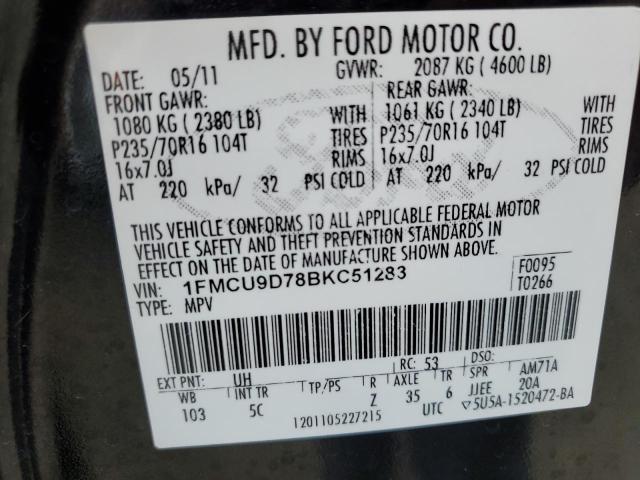 MFD. BY FORD MOTOR CO.
DATE: 05/11 GVWR: 2087 KG ( 4600 LB)
FRONT GAWR: REAR GAWR:
1080 KG ( 2380 LB) WITH 1061 KG ( 2340 LB) WITH
P235/70R16 104T TIRES P235/70R16 104T TIRES
16x7.0J RIMS 16x7.0J RIMS
AT 220 kPa/ 32 PSI COLD AT 220 kPa/ 32 PSI COLD
THIS VEHICLE CONFORMS TO ALL APPLICABLE FEDERAL MOTOR
VEHICLE SAFETY AND THEFT PREVENTION STANDARDS IN
EFFECT ON THE DATE OF MANUFACTURE SHOWN ABOVE.
VIN: 1FMCU9D78BKC51283 F0095
TYPE: MPV T0266
EXT PNT: UH RC: 53 DSO:
WB INT TR TP/PS R AXLE TR SPR AM71A
103 5C Z 35 6 JJEE 20A
1201105227215 UTC ▽5U5A-1520472-BA